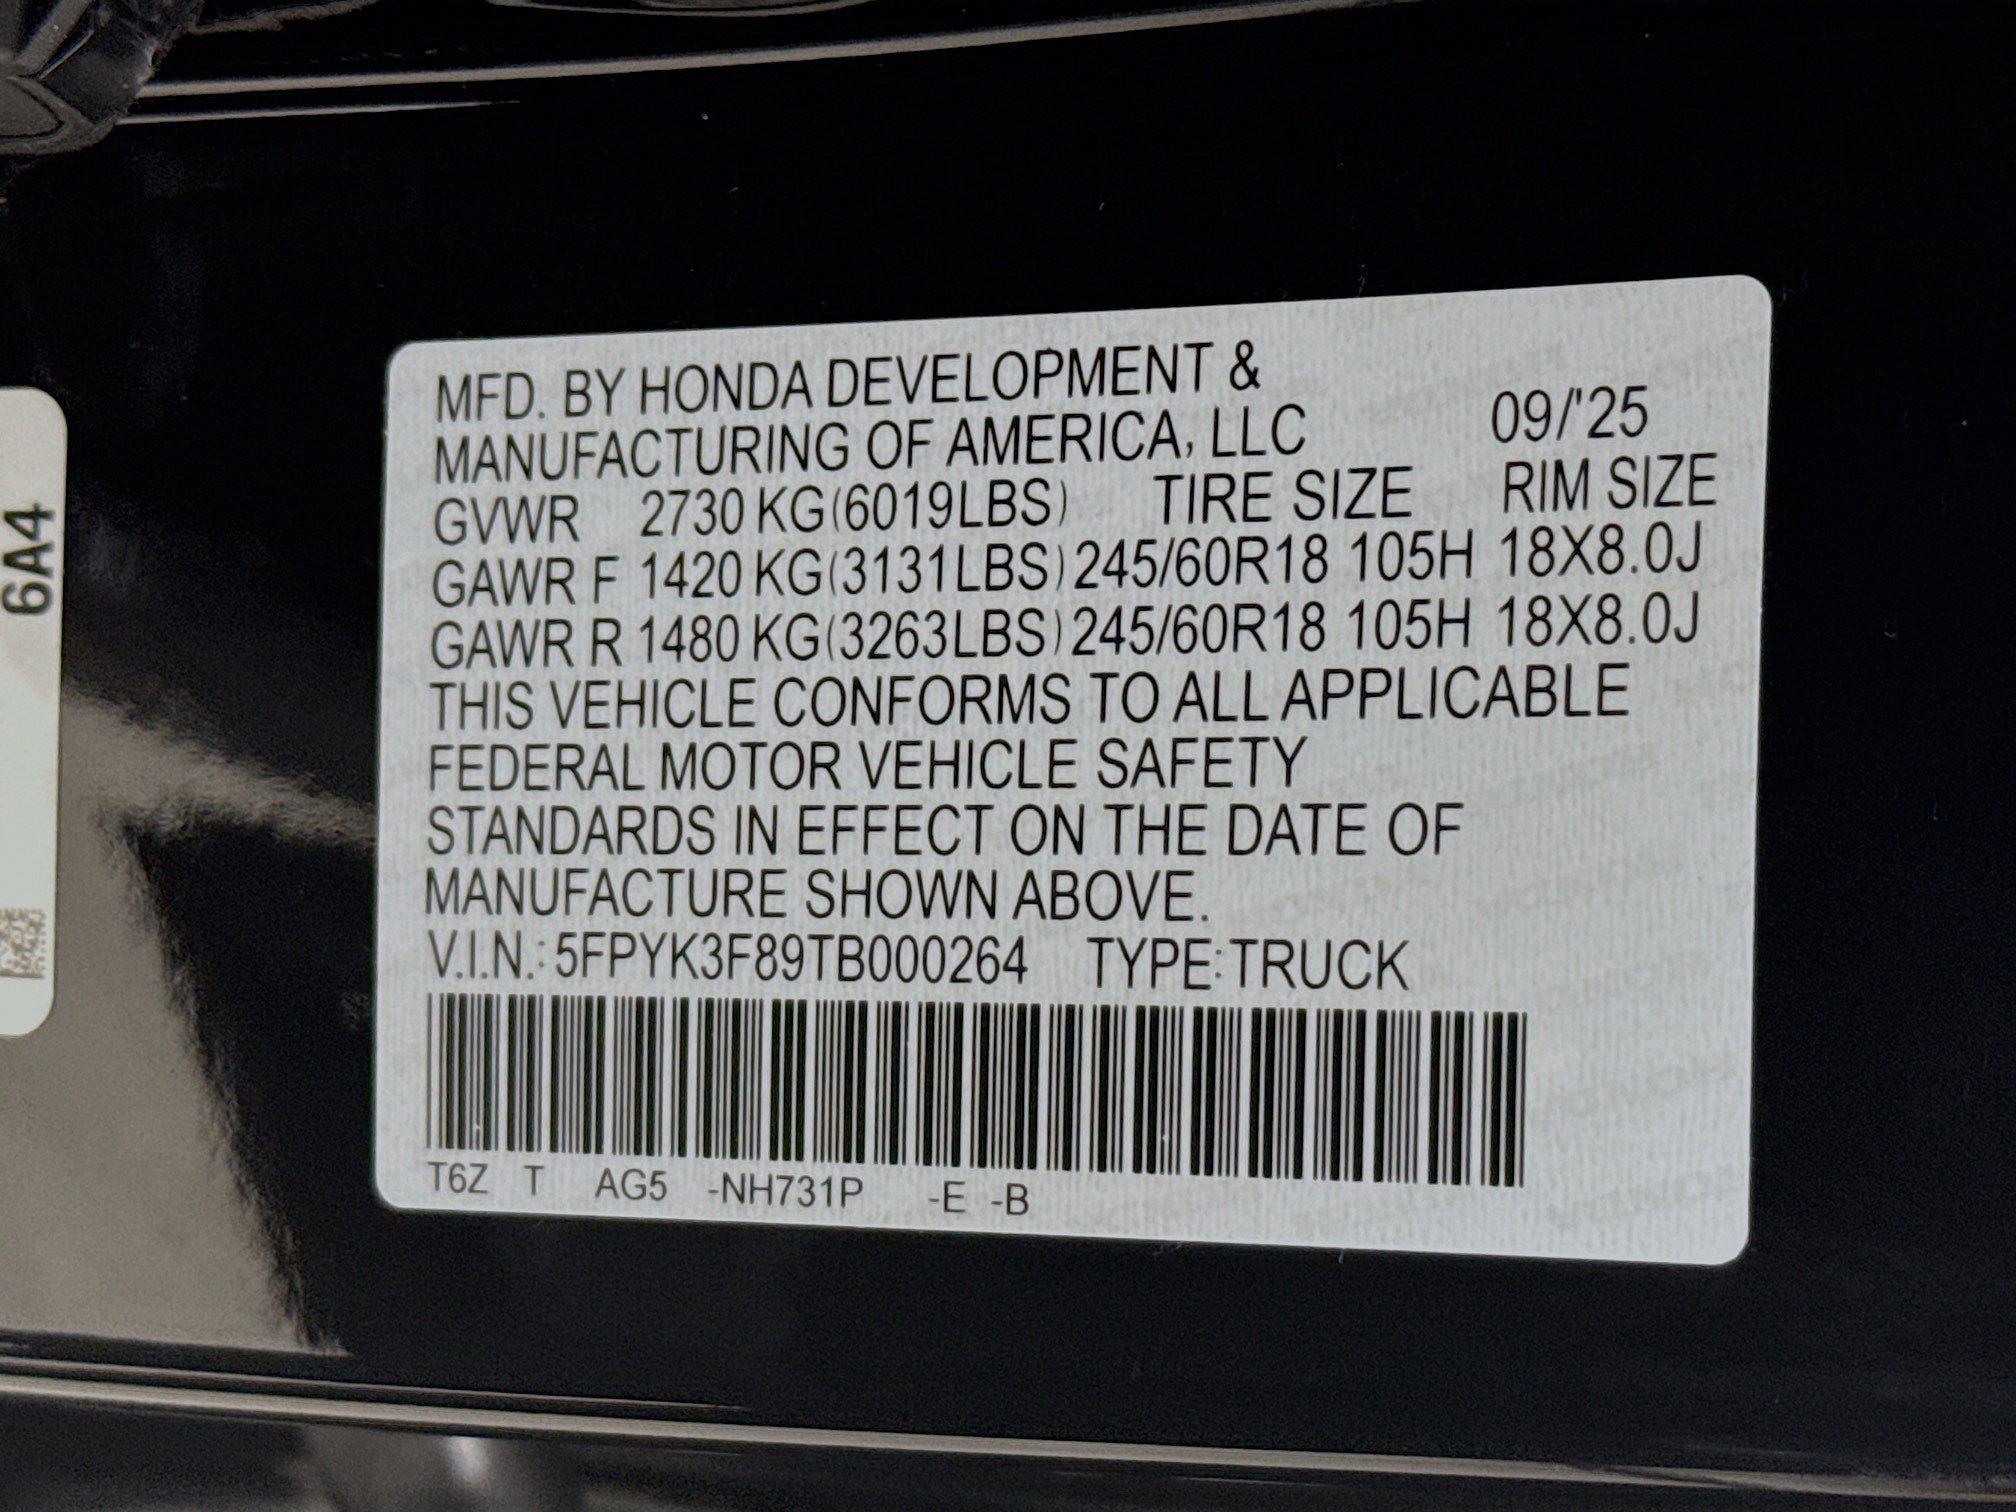 MFD. BY HONDA DEVELOPMENT &
MANUFACTURING OF AMERICA, LLC 09/'25
GVWR 2730 KG(6019LBS) TIRE SIZE RIM SIZE
GAWR F 1420 KG(3131LBS) 245/60R18 105H 18X8.0J
GAWR R 1480 KG(3263LBS) 245/60R18 105H 18X8.0J
THIS VEHICLE CONFORMS TO ALL APPLICABLE
FEDERAL MOTOR VEHICLE SAFETY
STANDARDS IN EFFECT ON THE DATE OF
MANUFACTURE SHOWN ABOVE.
V.I.N.: 5FPYK3F89TB000264 TYPE: TRUCK
T6Z T AG5 -NH731P -E -B
6A4